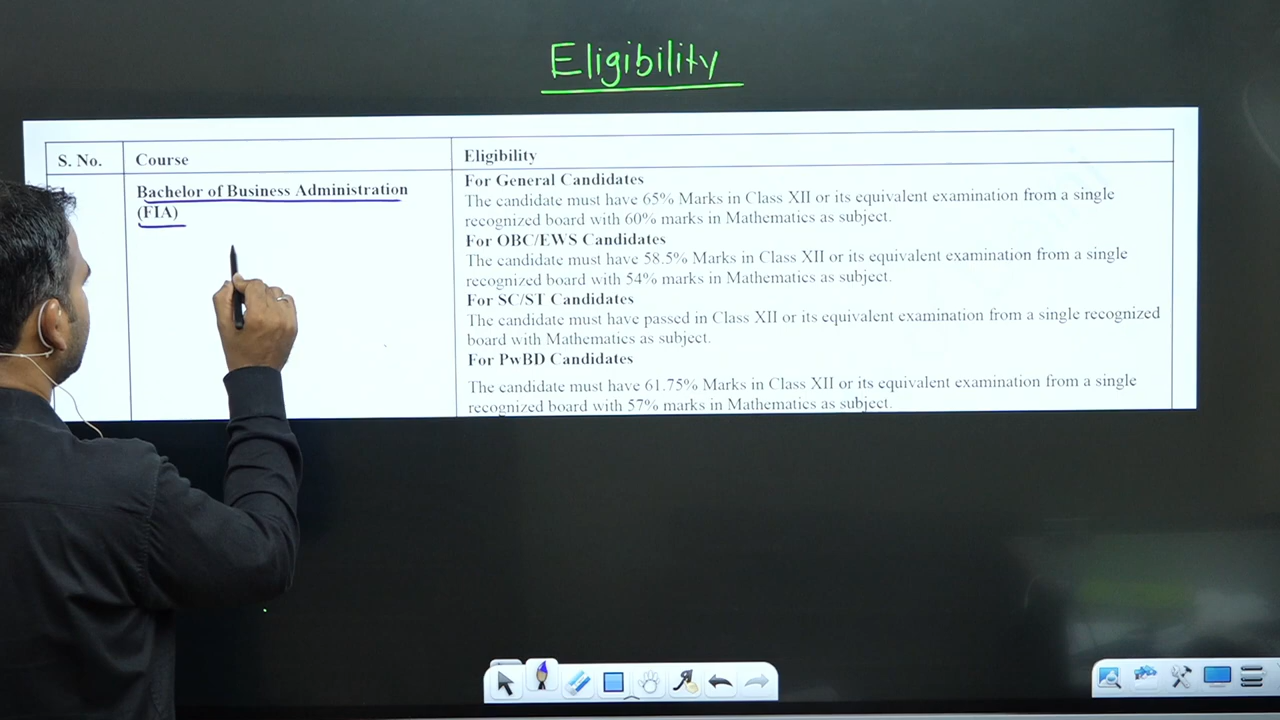 Eligibility
S. No.
Course
Eligibility
Bachelor of Business Administration
(FIA)
For General Candidates
The candidate must have 65% Marks in Class XII or its equivalent examination from a single
recognized board with 60% marks in Mathematics as subject.
For OBC/EWS Candidates
The candidate must have 58.5% Marks in Class XII or its equivalent examination from a single
recognized board with 54% marks in Mathematics as subject.
For SC/ST Candidates
The candidate must have passed in Class XII or its equivalent examination from a single recognized
board with Mathematics as subject.
For PwBD Candidates
The candidate must have 61.75% Marks in Class XII or its equivalent examination from a single
recognized board with 57% marks in Mathematics as subject.